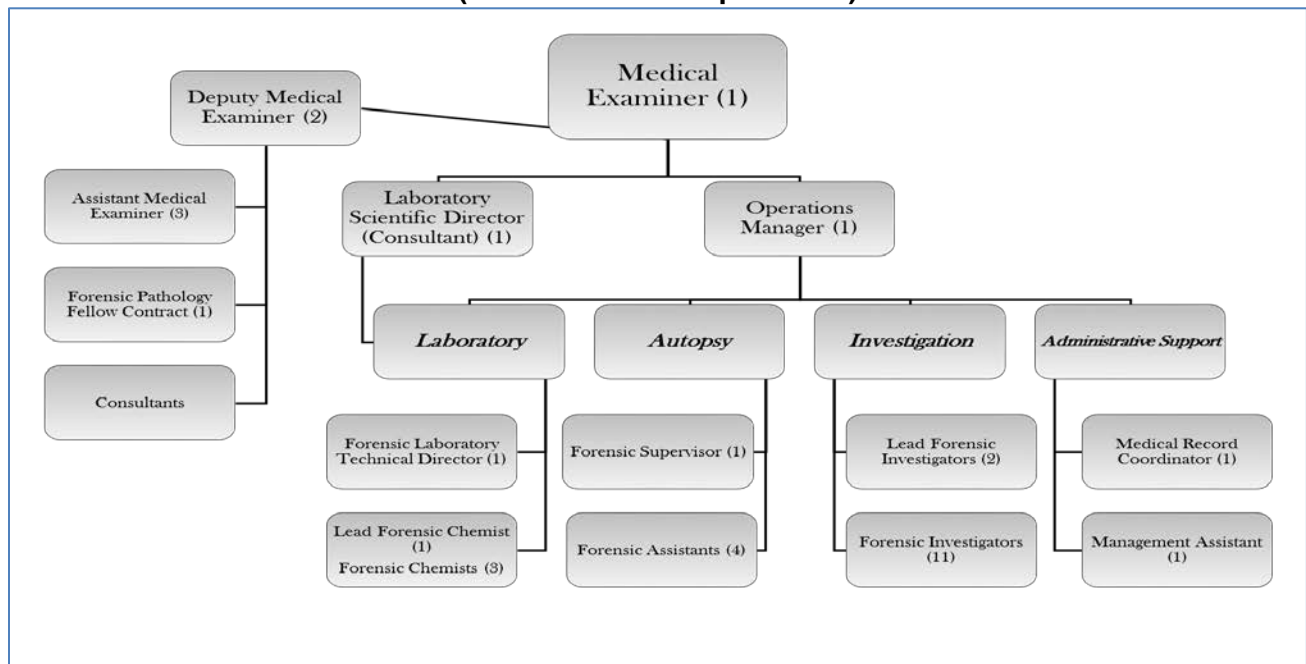 Medical
Examiner (1)
Deputy Medical
Examiner (2)
Assistant Medical
Examiner (3)
Forensic Pathology
Fellow Contract (1)
Consultants
Laboratory
Scientific Director
(Consultant) (1)
Operations
Manager (1)
Laboratory
Autopsy
Investigation
Administrative Support
Forensic Laboratory
Technical Director (1)
Lead Forensic Chemist
(1)
Forensic Chemists (3)
Forensic Supervisor (1)
Forensic Assistants (4)
Lead Forensic
Investigators (2)
Forensic Investigators
(11)
Medical Record
Coordinator (1)
Management Assistant
(1)